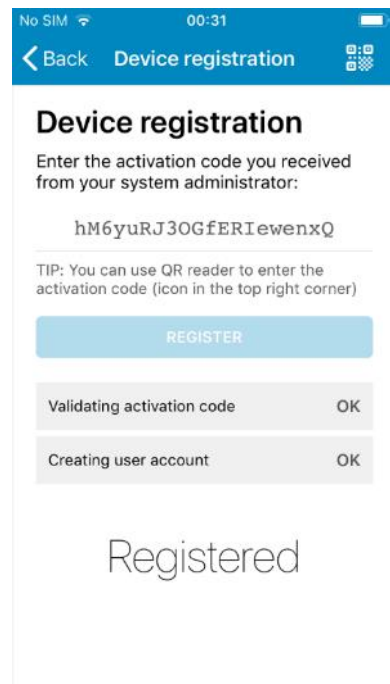 No SIM 00:31
Back Device registration
Device registration
Enter the activation code you received
from your system administrator:
hM6yuRJ3OGfERIewenxQ
TIP: You can use QR reader to enter the
activation code (icon in the top right corner)
REGISTER
Validating activation code OK
Creating user account OK
Registered